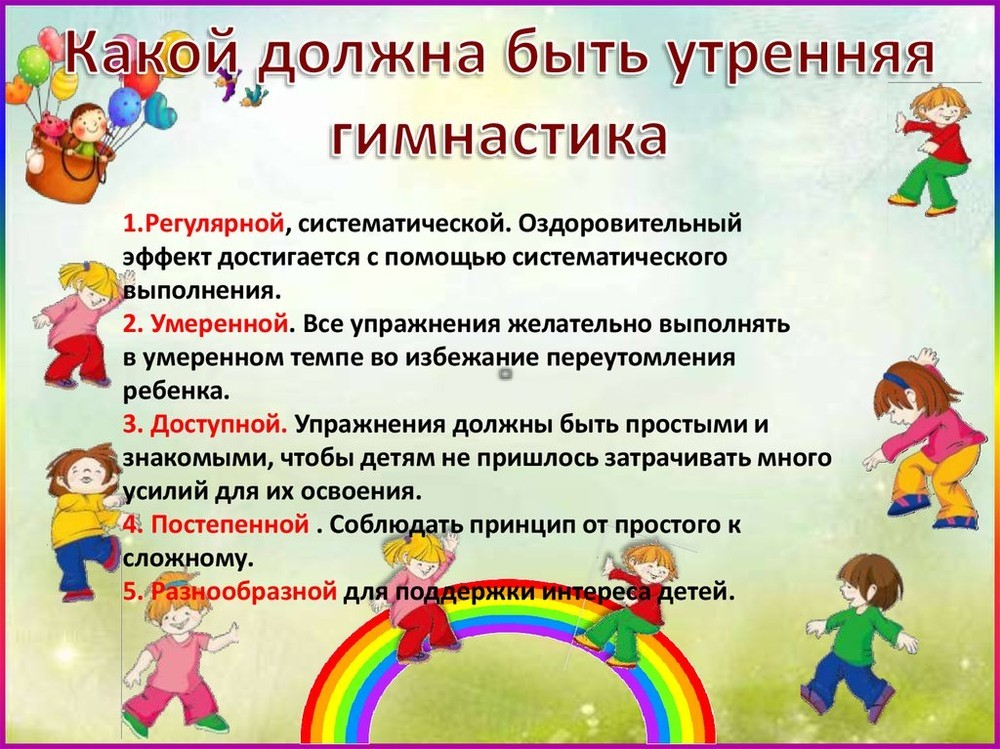 Какой должна быть утренняя
гимнастика
1.Регулярной, систематической. Оздоровительный
эффект достигается с помощью систематического
выполнения.
2. Умеренной. Все упражнения желательно выполнять
в умеренном темпе во избежание переутомления
ребенка.
3. Доступной. Упражнения должны быть простыми и
знакомыми, чтобы детям не пришлось затрачивать много
усилий для их освоения.
4. Постепенной . Соблюдать принцип от простого к
сложному.
5. Разнообразной для поддержки интереса детей.